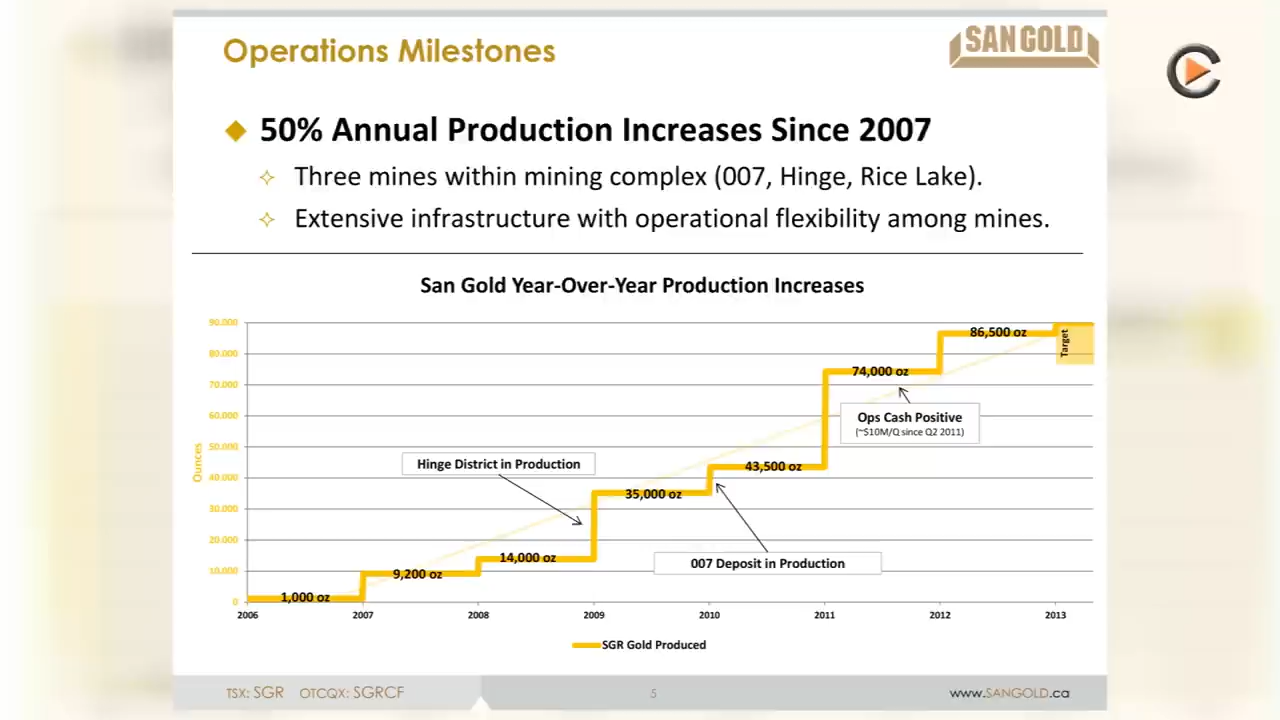 Operations Milestones
SAN GOLD
50% Annual Production Increases Since 2007
Three mines within mining complex (007, Hinge, Rice Lake).
Extensive infrastructure with operational flexibility among mines.
San Gold Year-Over-Year Production Increases
90.000
80.000
70.000
60.000
50.000
40.000
30.000
20.000
10.000
0
Ounces
1,000 oz
9,200 oz
14,000 oz
35,000 oz
43,500 oz
74,000 oz
86,500 oz
Target
Hinge District in Production
007 Deposit in Production
Ops Cash Positive
(~$10M/Q since Q2 2011)
2006 2007 2008 2009 2010 2011 2012 2013
SGR Gold Produced
TSX: SGR OTCQX: SGRCF
5
www.SANGOLD.ca